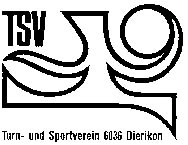 TSV
Turn- und Sportverein 6036 Dierikon